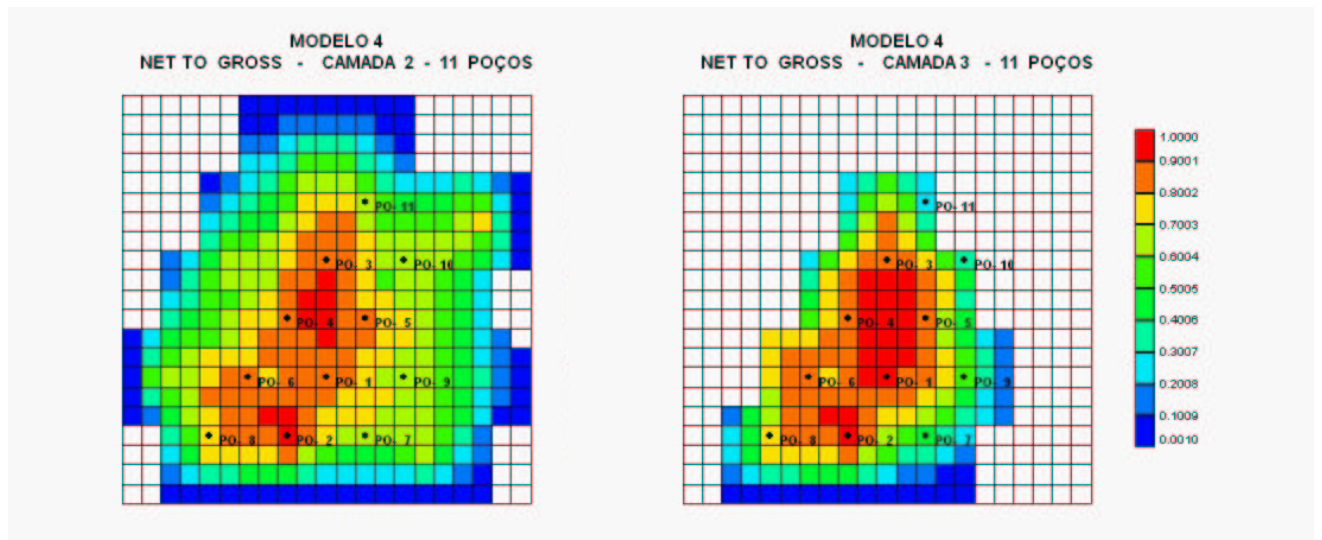 MODELO 4
NET TO GROSS - CAMADA 2 - 11 POÇOS
PO- 11
PO- 3
PO- 10
PO- 4
PO- 5
PO- 6
PO- 1
PO- 9
PO- 8
PO- 2
PO- 7
MODELO 4
NET TO GROSS - CAMADA 3 - 11 POÇOS
PO- 11
PO- 3
PO- 10
PO- 4
PO- 5
PO- 6
PO- 1
PO- 9
PO- 8
PO- 2
PO- 7
1.0000
0.9001
0.8002
0.7003
0.6004
0.5005
0.4006
0.3007
0.2008
0.1009
0.0010